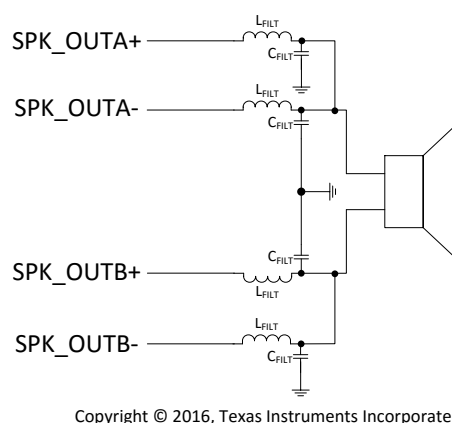 SPK_OUTA+
L_FILT
C_FILT
SPK_OUTA-
L_FILT
C_FILT
C_FILT
SPK_OUTB+
L_FILT
L_FILT
SPK_OUTB-
C_FILT
Copyright © 2016, Texas Instruments Incorporate